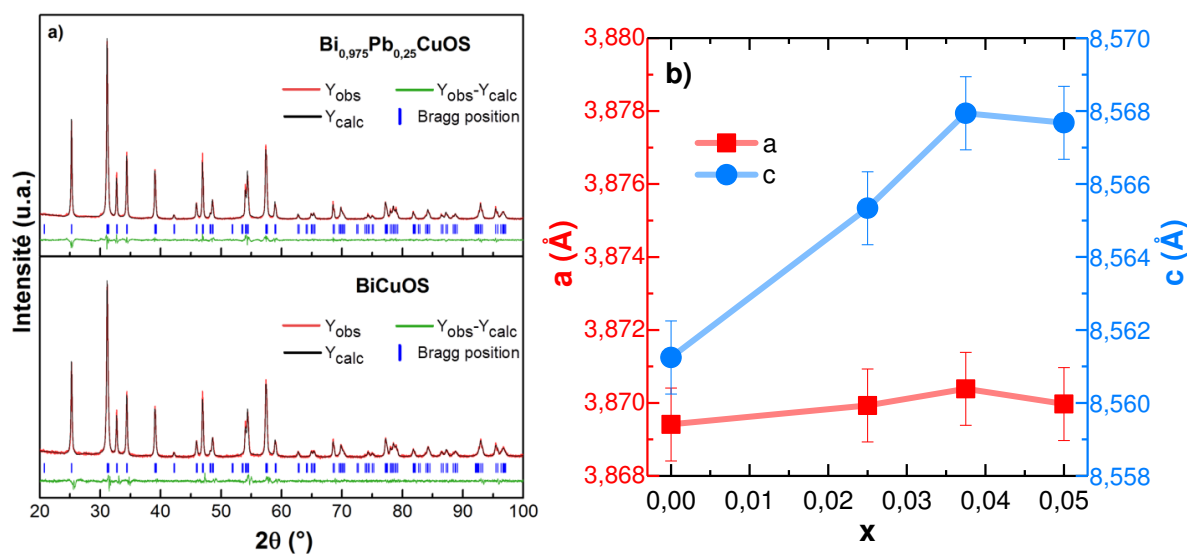 a)
Bi0,975Pb0,25CuOS
Yobs
Yobs-Ycalc
Ycalc
Bragg position
BiCuOS
Yobs
Yobs-Ycalc
Ycalc
Bragg position
Intensité (u.a.)
20 30 40 50 60 70 80 90 100
2θ (°)
b)
a
c
3,880
3,878
3,876
3,874
3,872
3,870
3,868
a (Å)
8,570
8,568
8,566
8,564
8,562
8,560
8,558
c (Å)
0,00 0,01 0,02 0,03 0,04 0,05
x